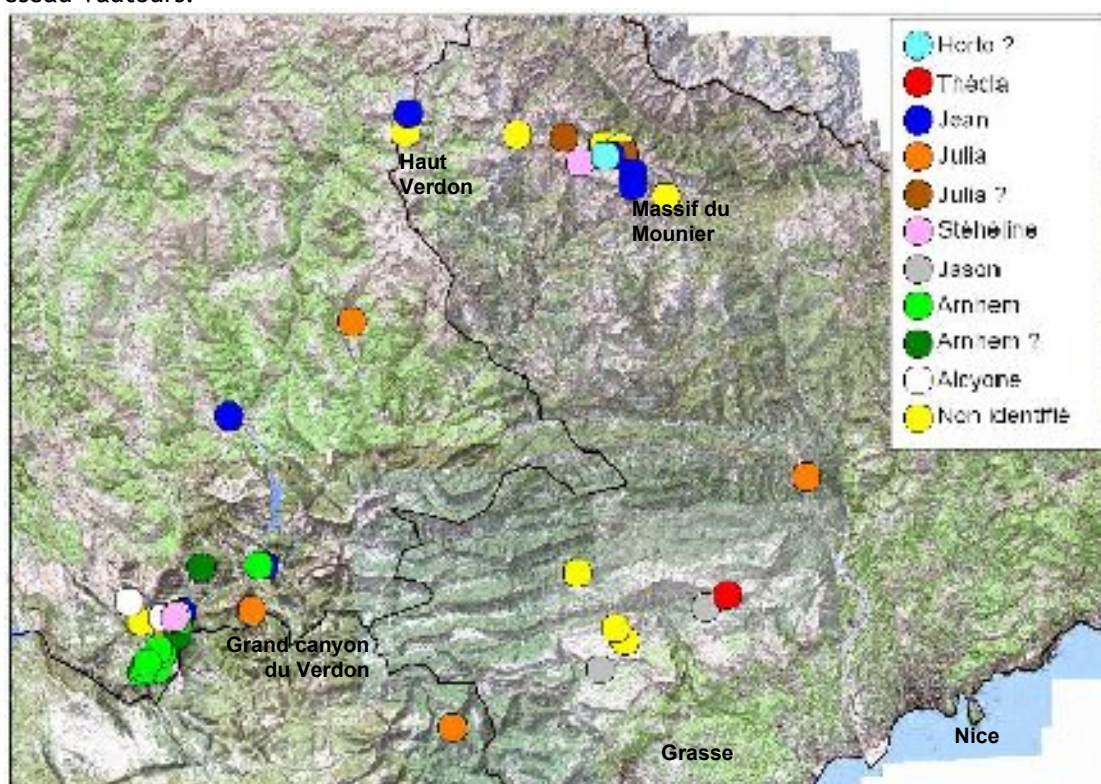 Horto ?
Thécla
Jean
Julia
Julia ?
Stéhéline
Jason
Arnhem
Arnhem ?
Alcyone
Non identifié
Haut
Verdon
Massif du
Mounier
Grand canyon
du Verdon
Grasse
Nice